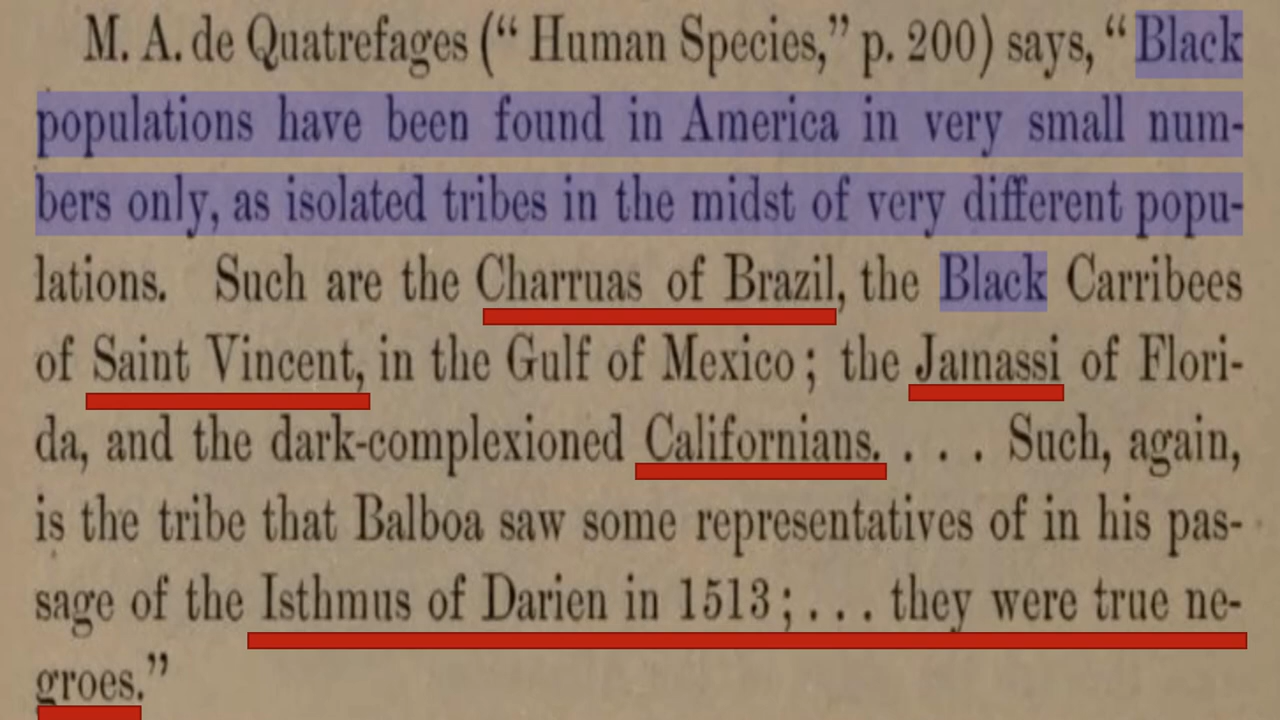 M. A. de Quatrefages (“ Human Species,” p. 200) says, “ Black
populations have been found in America in very small num-
bers only, as isolated tribes in the midst of very different popu-
lations. Such are the Charruas of Brazil, the Black Carribees
of Saint Vincent, in the Gulf of Mexico ; the Jamassi of Flori-
da, and the dark-complexioned Californians. . . . Such, again,
is the tribe that Balboa saw some representatives of in his pas-
sage of the Isthmus of Darien in 1513 ; . . . they were true ne-
groes.”